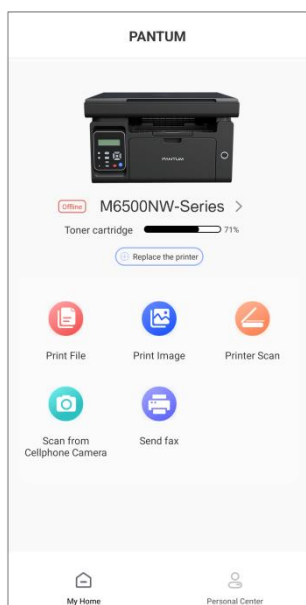 PANTUM
PANTUM
Offline M6500NW-Series >
Toner cartridge 71%
Replace the printer
Print File Print Image Printer Scan
Scan from
Cellphone Camera
Send fax
My Home Personal Center